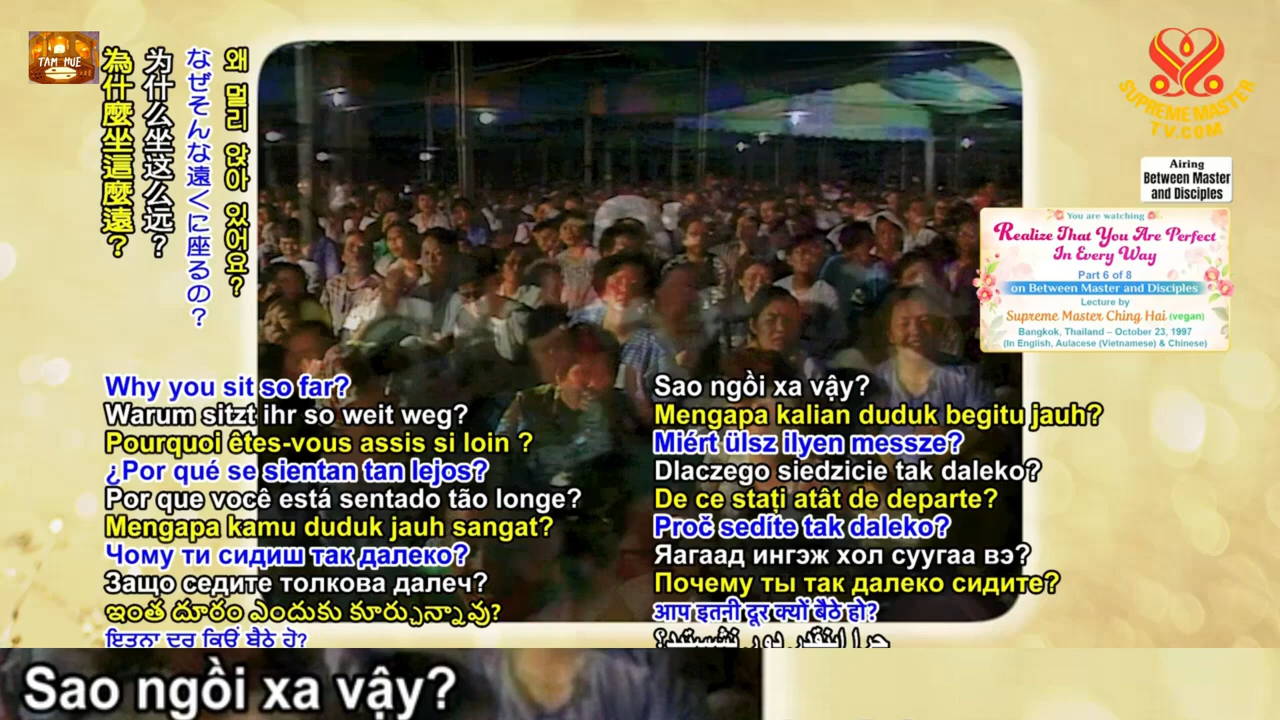 TAM HUE
為什麼坐這麼遠？
为什么坐这么远？
なぜそんな遠くに座るの？
왜 멀리 앉아 있어요?
SUPREME MASTER
TV.COM
Airing
Between Master
and Disciples
You are watching
Realize That You Are Perfect
In Every Way
Part 6 of 8
on Between Master and Disciples
Lecture by
Supreme Master Ching Hai (vegan)
Bangkok, Thailand – October 23, 1997
(In English, Aulacese (Vietnamese) & Chinese)
Why you sit so far?
Warum sitzt ihr so weit weg?
Pourquoi êtes-vous assis si loin ?
¿Por qué se sientan tan lejos?
Por que você está sentado tão longe?
Mengapa kamu duduk jauh sangat?
Чому ти сидиш так далеко?
Защо седите толкова далеч?
ఇంత దూరం ఎందుకు కూర్చున్నావు?
ਇਤਨਾ ਦੂਰ ਕਿਉਂ ਬੈਠੇ ਹੋ?
Sao ngồi xa vậy?
Mengapa kalian duduk begitu jauh?
Miért ülsz ilyen messze?
Dlaczego siedzicie tak daleko?
De ce stați atât de departe?
Proč sedíte tak daleko?
Яагаад ингэж хол суугаа вэ?
Почему ты так далеко сидите?
आप इतनी दूर क्यों बैठे हो?
Sao ngồi xa vậy?